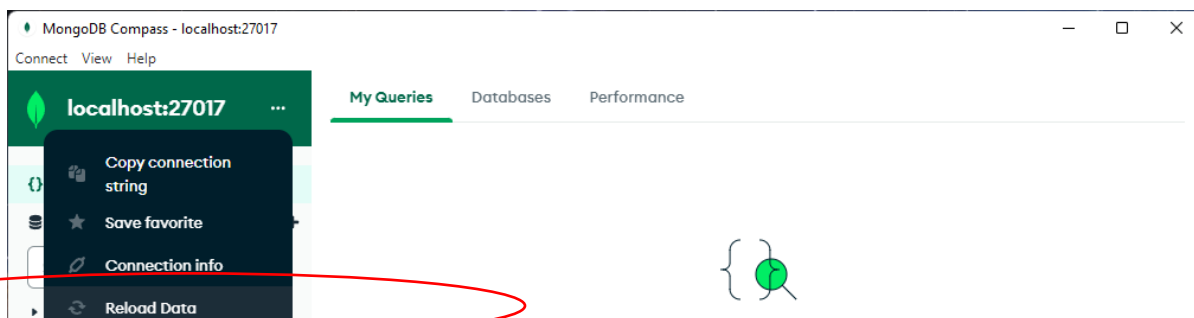 MongoDB Compass - localhost:27017
Connect View Help
localhost:27017 ...
My Queries Databases Performance
Copy connection
string
{}
Save favorite
Connection info
Reload Data